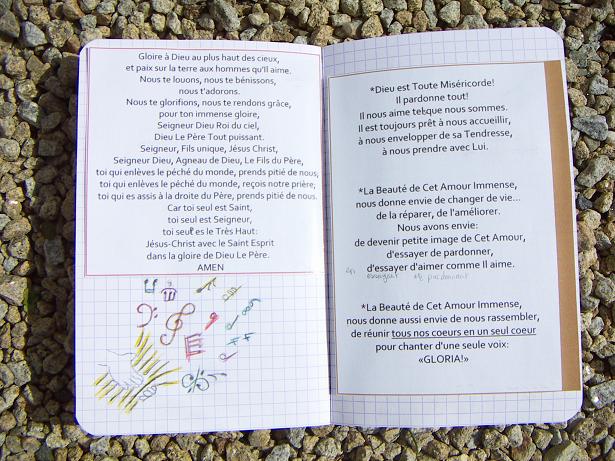 Gloire à Dieu au plus haut des cieux,
et paix sur la terre aux hommes qu'Il aime.
Nous te louons, nous te bénissons,
nous t'adorons.
Nous te glorifions, nous te rendons grâce,
pour ton immense gloire,
Seigneur Dieu Roi du ciel,
Dieu Le Père Tout puissant.
Seigneur, Fils unique, Jésus Christ,
Seigneur Dieu, Agneau de Dieu, Le Fils du Père,
toi qui enlèves le péché du monde, prends pitié de nous;
toi qui enlèves le péché du monde, reçois notre prière;
toi qui es assis à la droite du Père, prends pitié de nous.
Car toi seul est Saint,
toi seul est Seigneur,
toi seul es le Très Haut:
Jésus-Christ avec le Saint Esprit
dans la gloire de Dieu Le Père.
AMEN
*Dieu est Toute Miséricorde!
Il pardonne tout!
Il nous aime tel que nous sommes.
Il est toujours prêt à nous accueillir,
à nous envelopper de sa Tendresse,
à nous prendre avec Lui.
*La Beauté de Cet Amour Immense,
nous donne envie de changer de vie...
de la réparer, de l'améliorer.
Nous avons envie:
de devenir petite image de Cet Amour,
d'essayer de pardonner,
d'essayer d'aimer comme Il aime.
en essayant de pardonner
*La Beauté de Cet Amour Immense,
nous donne aussi envie de nous rassembler,
de réunir tous nos coeurs en un seul coeur
pour chanter d'une seule voix:
«GLORIA!»